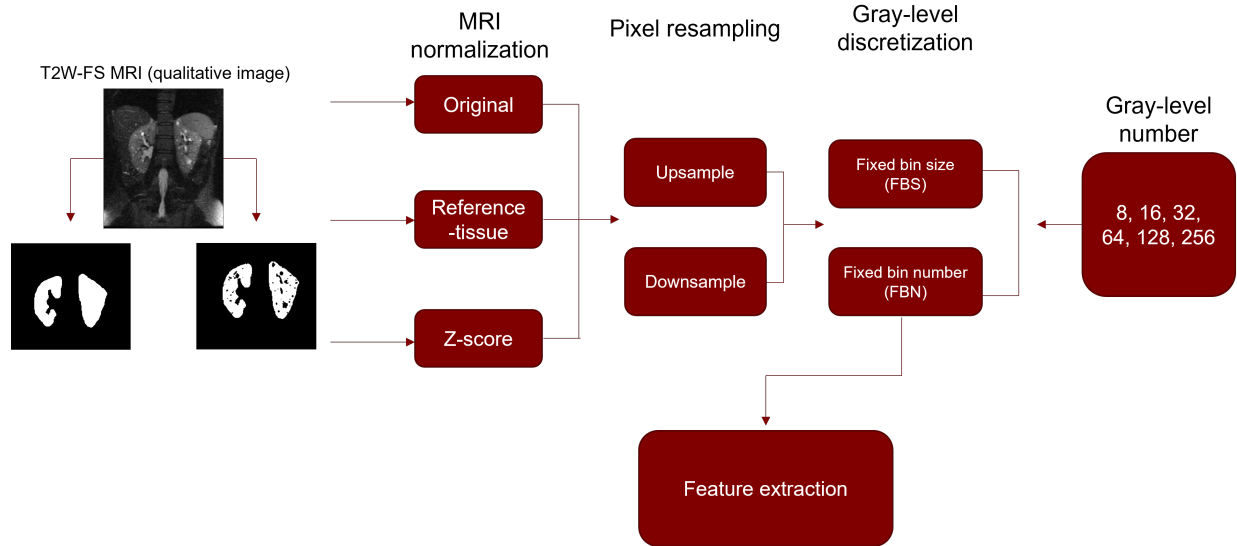 MRI
normalization
Pixel resampling
Gray-level
discretization
T2W-FS MRI (qualitative image)
Original
Reference
-tissue
Z-score
Upsample
Downsample
Fixed bin size
(FBS)
Fixed bin number
(FBN)
Gray-level
number
8, 16, 32,
64, 128, 256
Feature extraction